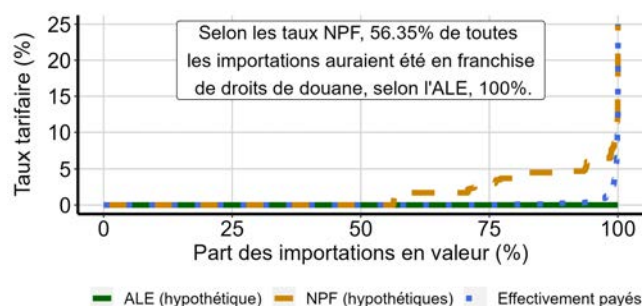 Taux tarifaire (%)
25
20
15
10
5
0
Selon les taux NPF, 56.35% de toutes
les importations auraient été en franchise
de droits de douane, selon l'ALE, 100%.
0 25 50 75 100
Part des importations en valeur (%)
ALE (hypothétique) NPF (hypothétiques) Effectivement payés